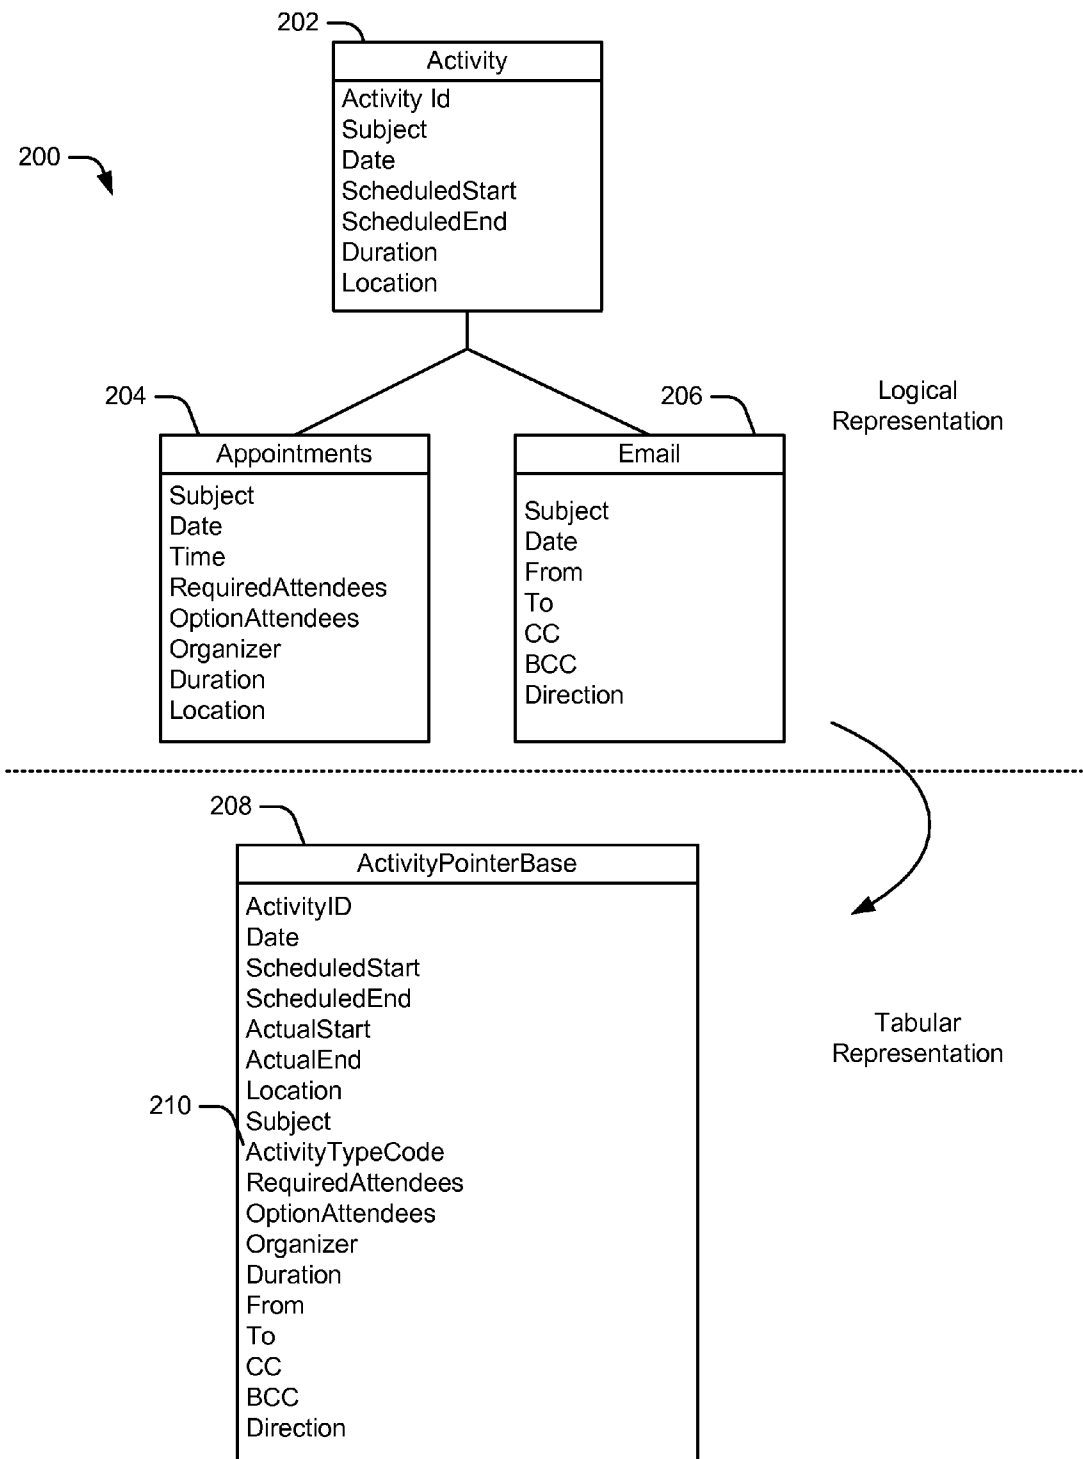 202
Activity
Activity Id
Subject
Date
ScheduledStart
ScheduledEnd
Duration
Location
200
204
206
Logical
Representation
Appointments
Subject
Date
Time
RequiredAttendees
OptionAttendees
Organizer
Duration
Location
Email
Subject
Date
From
To
CC
BCC
Direction
208
ActivityPointerBase
ActivityID
Date
ScheduledStart
ScheduledEnd
ActualStart
ActualEnd
Location
210
Subject
ActivityTypeCode
RequiredAttendees
OptionAttendees
Organizer
Duration
From
To
CC
BCC
Direction
Tabular
Representation